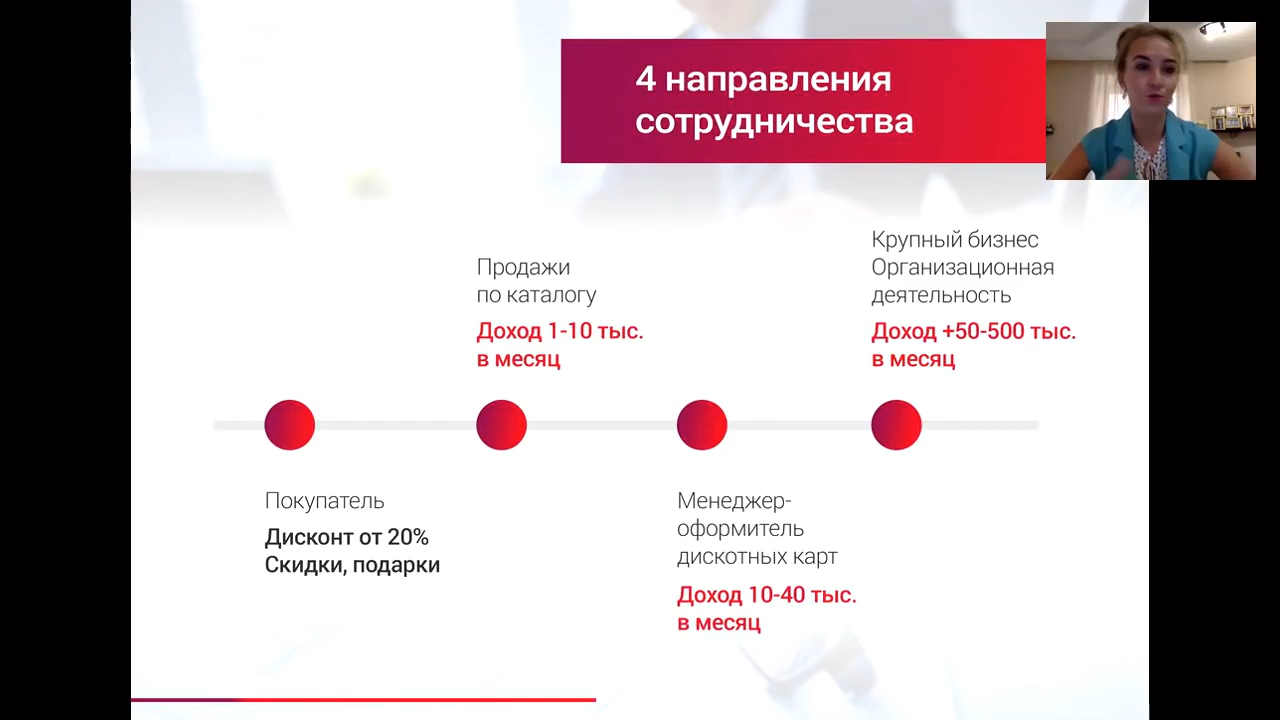 4 направления
сотрудничества
Покупатель
Дисконт от 20%
Скидки, подарки
Продажи
по каталогу
Доход 1-10 тыс.
в месяц
Менеджер-
оформитель
дискотных карт
Доход 10-40 тыс.
в месяц
Крупный бизнес
Организационная
деятельность
Доход +50-500 тыс.
в месяц